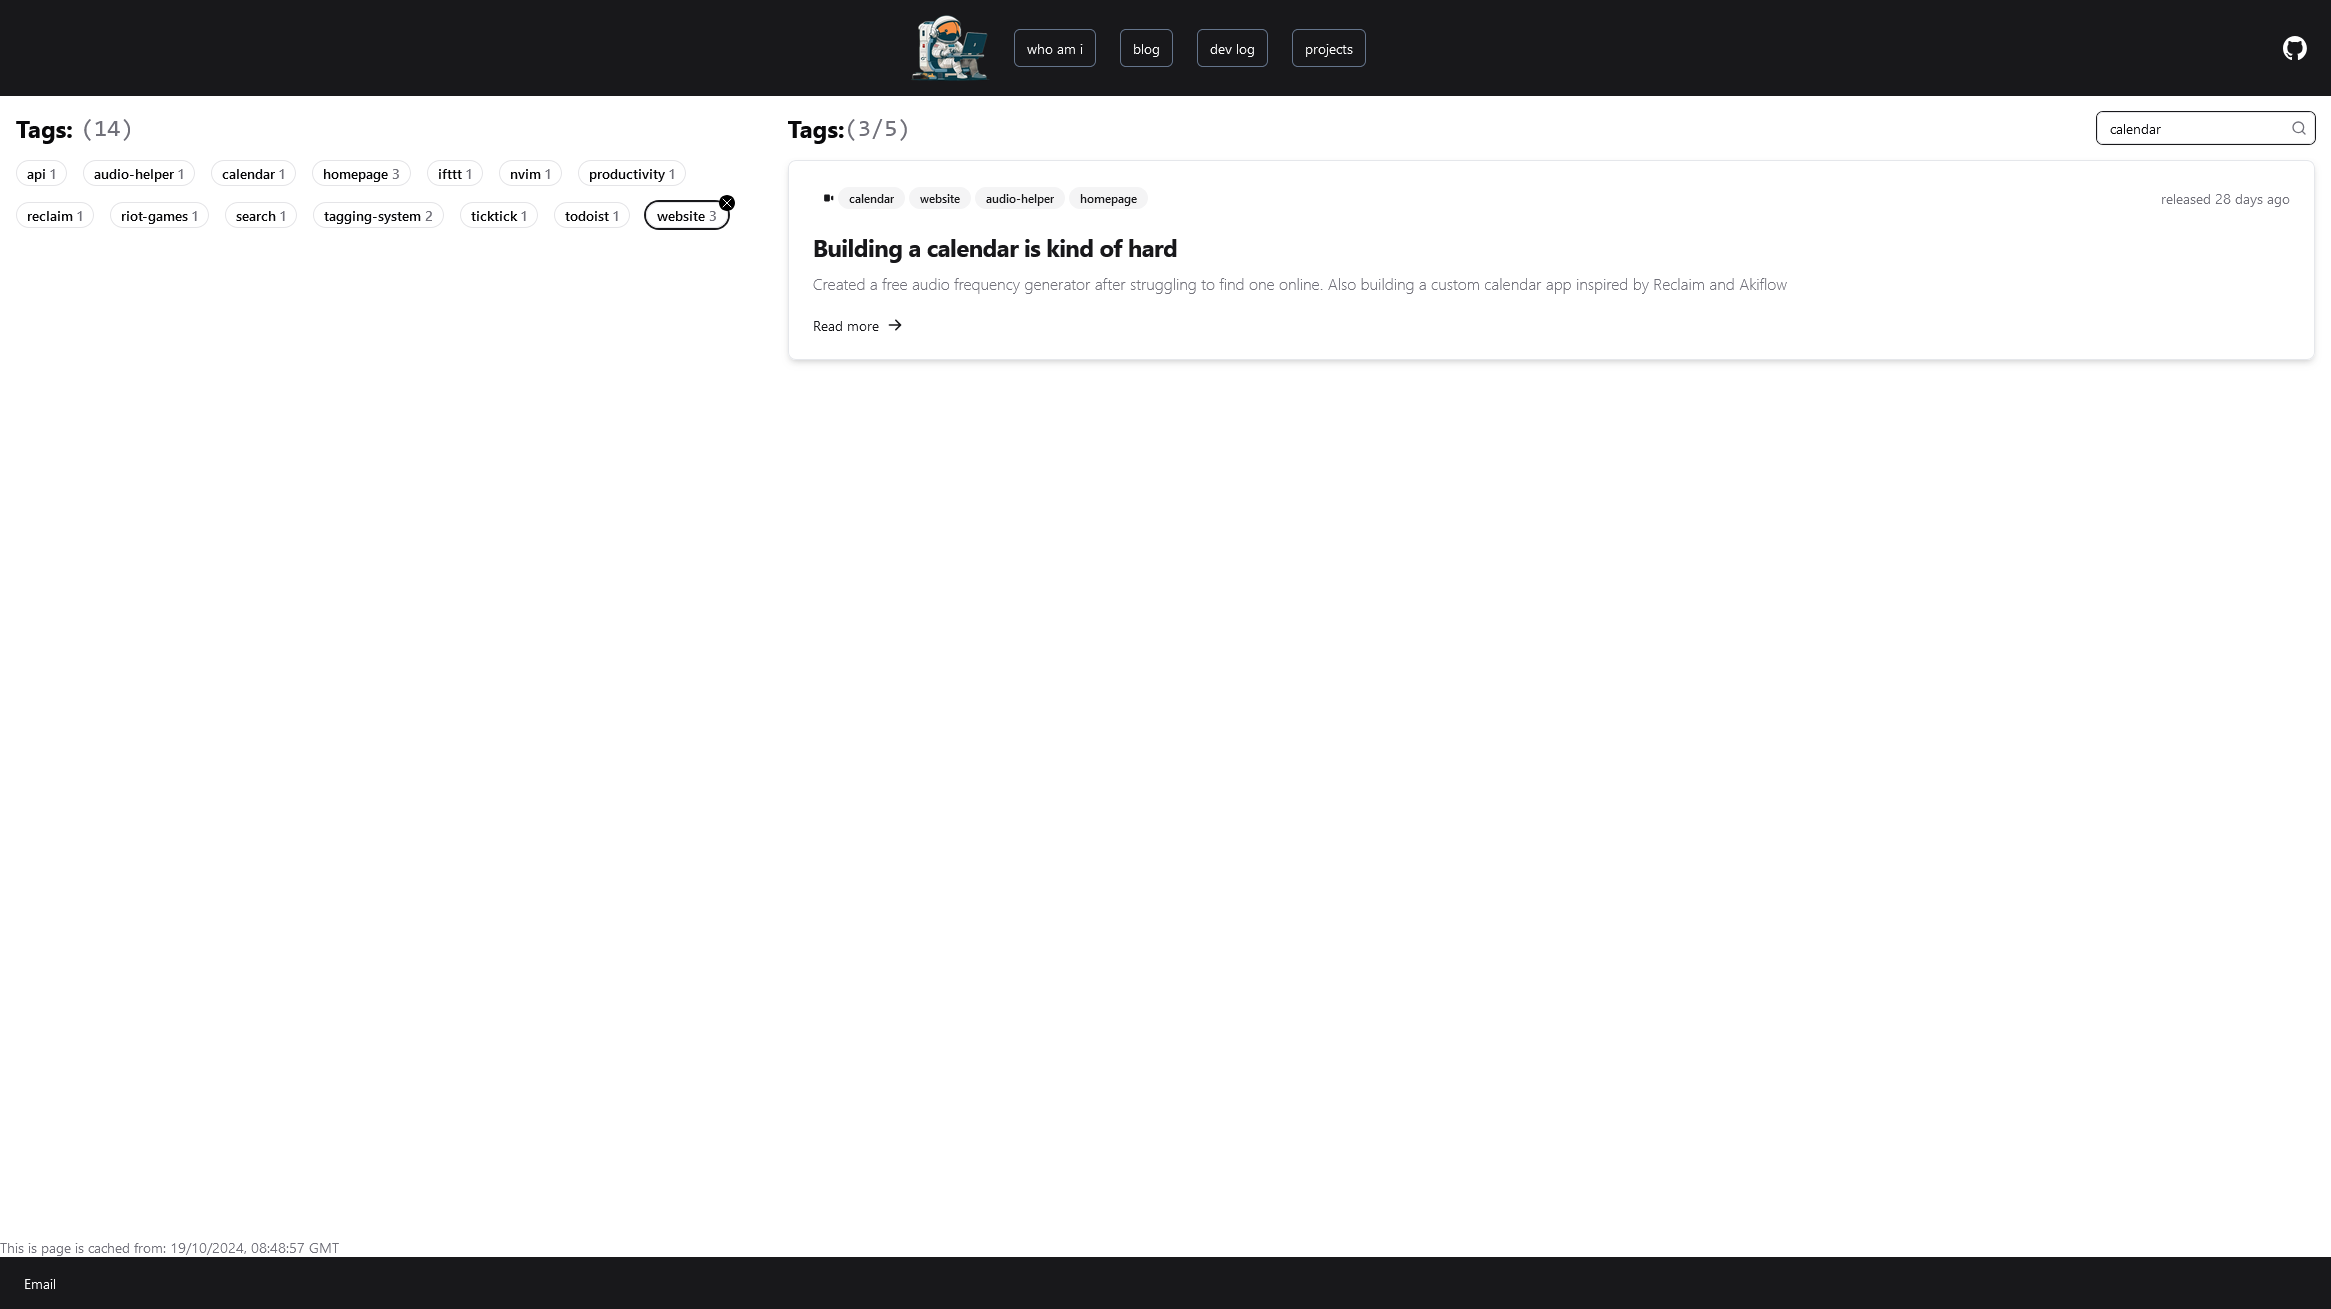 who am i
blog
dev log
projects
Tags: (14)
api 1
audio-helper 1
calendar 1
homepage 3
ifttt 1
nvim 1
productivity 1
reclaim 1
riot-games 1
search 1
tagging-system 2
ticktick 1
todoist 1
website 3
Tags:(3/5)
calendar
calendar
website
audio-helper
homepage
released 28 days ago
Building a calendar is kind of hard
Created a free audio frequency generator after struggling to find one online. Also building a custom calendar app inspired by Reclaim and Akiflow
Read more
This is page is cached from: 19/10/2024, 08:48:57 GMT
Email